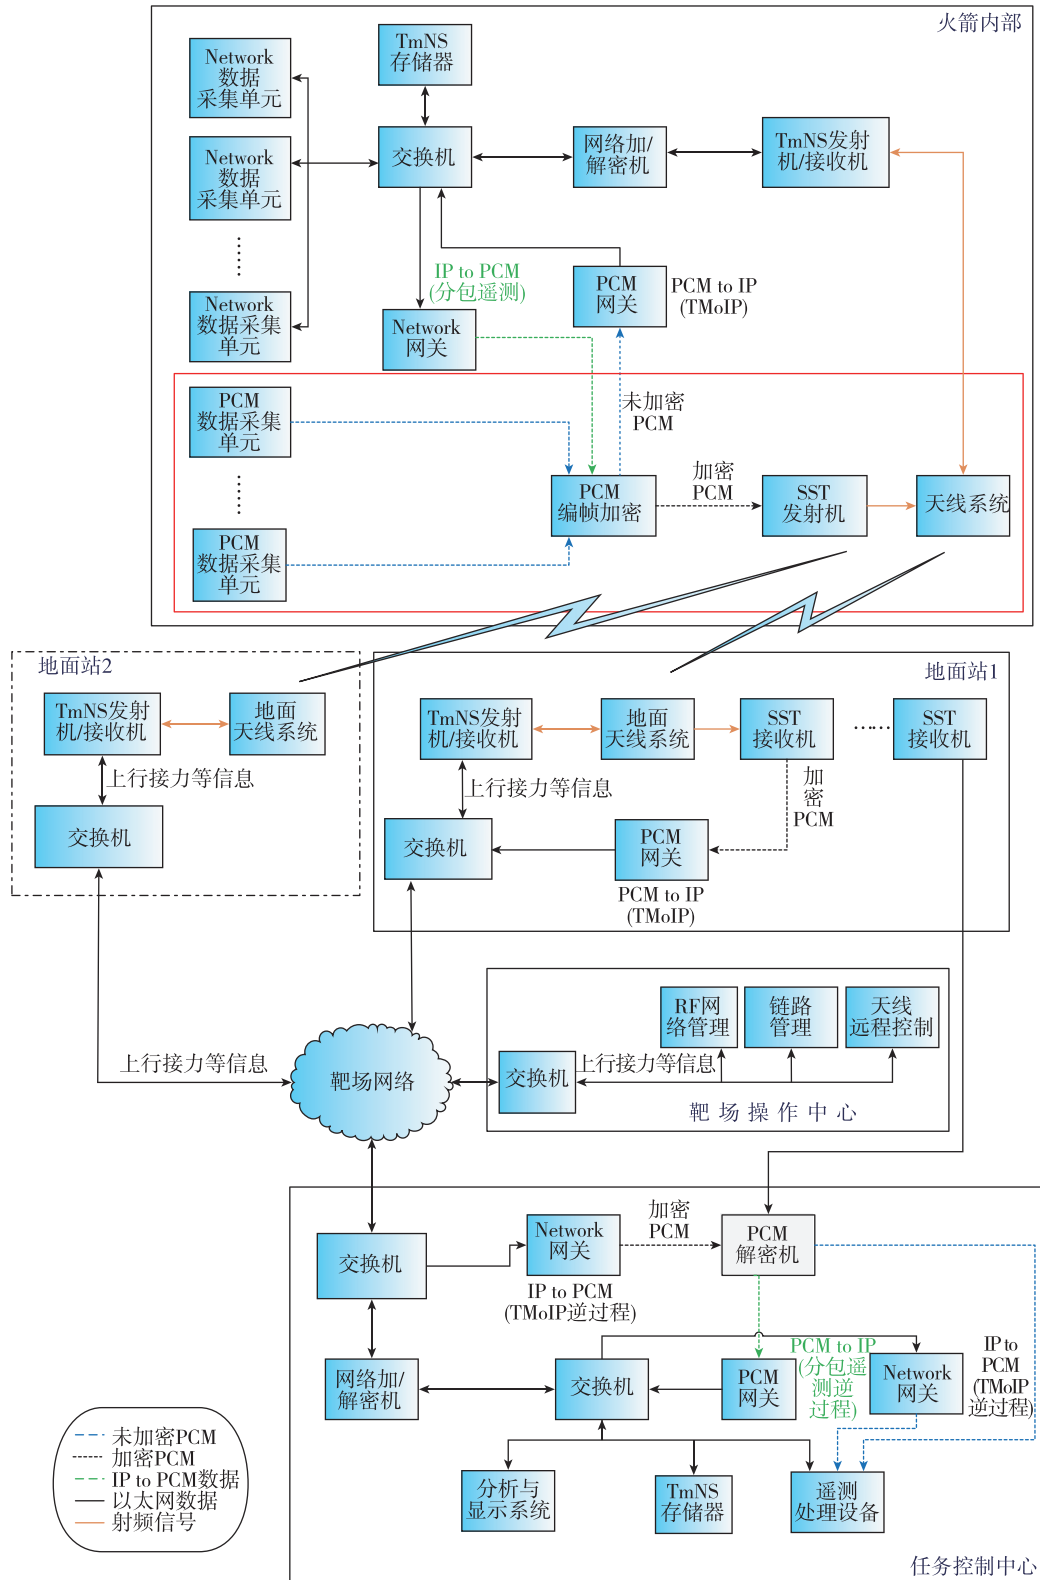 火箭内部
TmNS
存储器
Network
数据
采集单元
交换机
网络加/
解密机
TmNS发射
机/接收机
Network
数据
采集单元
IP to PCM
(分包遥测)
PCM
网关
PCM to IP
(TMoIP)
Network
数据采集
单元
Network
网关
PCM
数据采集
单元
未加密
PCM
加密
PCM
PCM
编帧加密
SST
发射机
天线系统
PCM
数据采集
单元
地面站2
TmNS发射
机/接收机
地面
天线系统
上行接力等信息
交换机
地面站1
TmNS发射
机/接收机
地面
天线系统
SST
接收机
……
SST
接收机
上行接力等信息
加
密
PCM
交换机
PCM
网关
PCM to IP
(TMoIP)
RF网
络管理
链路
管理
天线
远程控制
上行接力等信息
靶场网络
交换机
上行接力等信息
靶场操作中心
加密
PCM
Network
网关
PCM
解密机
交换机
IP to PCM
(TMoIP逆过程)
网络加/
解密机
交换机
PCM
网关
PCM to IP
(分包遥
测逆
过程)
Network
网关
IP to
PCM
(TMoIP
逆过程)
分析与
显示系统
TmNS
存储器
遥测
处理设备
未加密PCM
加密PCM
IP to PCM数据
以太网数据
射频信号
任务控制中心